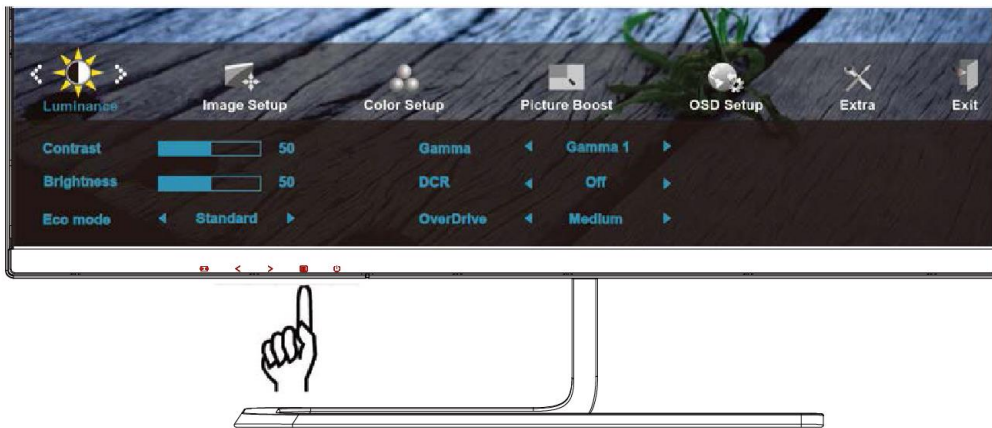 Luminance Image Setup Color Setup Picture Boost OSD Setup Extra Exit
Contrast 50 Gamma Gamma 1
Brightness 50 DCR Off
Eco mode Standard OverDrive Medium